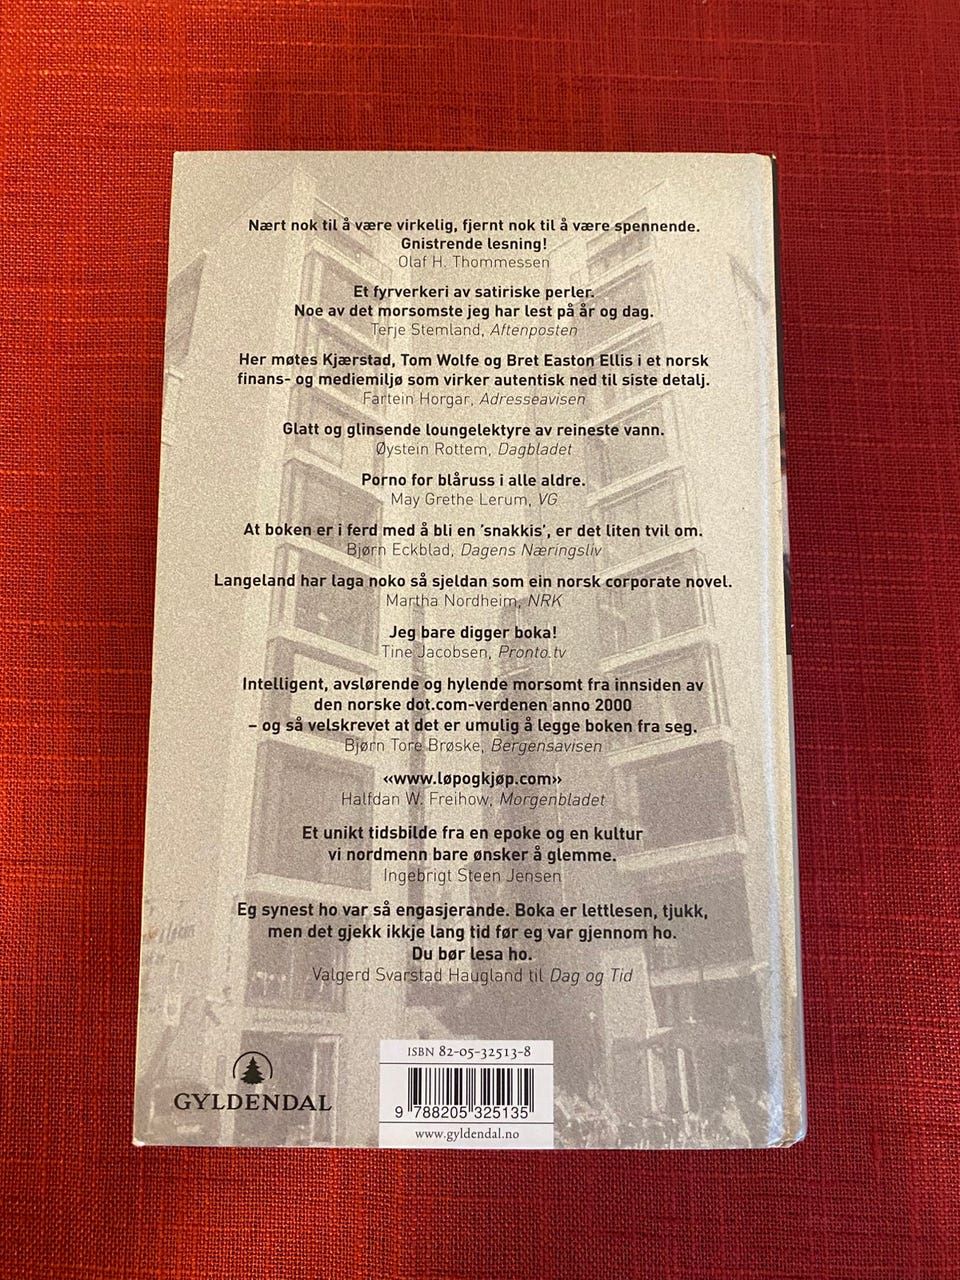 Nært nok til å være virkelig, fjernt nok til å være spennende.
Gnistrende lesning!
Olaf H. Thommessen
Et fyrverkeri av satiriske perler.
Noe av det morsomste jeg har lest på år og dag.
Terje Stemland, Aftenposten
Her møtes Kjærstad, Tom Wolfe og Bret Easton Ellis i et norsk
finans- og mediemiljø som virker autentisk ned til siste detalj.
Fartein Horgar, Adresseavisen
Glatt og glinsende loungelektyre av reineste vann.
Øystein Rottem, Dagbladet
Porno for blåruss i alle aldre.
May Grethe Lerum, VG
At boken er i ferd med å bli en 'snakkis', er det liten tvil om.
Bjørn Eckblad, Dagens Næringsliv
Langeland har laga noko så sjeldan som ein norsk corporate novel.
Martha Nordheim, NRK
Jeg bare digger boka!
Tine Jacobsen, Pronto.tv
Intelligent, avslørende og hylende morsomt fra innsiden av
den norske dot.com-verdenen anno 2000
– og så velskrevet at det er umulig å legge boken fra seg.
Bjørn Tore Brøske, Bergensavisen
«www.løpogkjøp.com»
Halfdan W. Freihow, Morgenbladet
Et unikt tidsbilde fra en epoke og en kultur
vi nordmenn bare ønsker å glemme.
Ingebrigt Steen Jensen
Eg synest ho var så engasjerande. Boka er lettlesen, tjukk,
men det gjekk ikkje lang tid før eg var gjennom ho.
Du bør lesa ho.
Valgerd Svarstad Haugland til Dag og Tid
GYLDENDAL
ISBN 82-05-32513-8
9 788205 325135
www.gyldendal.no